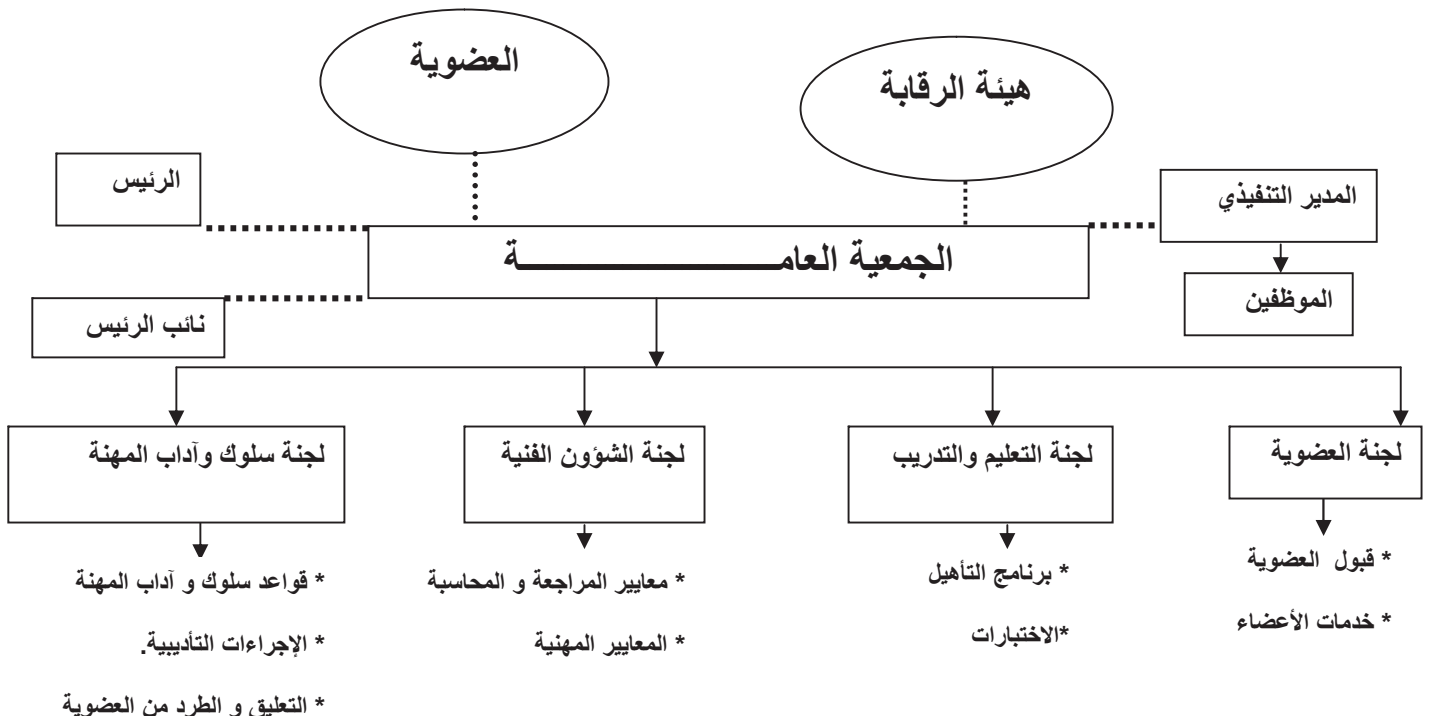 العضوية
هيئة الرقابة
الرئيس
المدير التنفيذي
الجمعية العامـــــــــــــــــــــة
نائب الرئيس
الموظفين
لجنة العضوية
لجنة التعليم والتدريب
لجنة الشؤون الفنية
لجنة سلوك وآداب المهنة
* قبول العضوية
* خدمات الأعضاء
* برنامج التأهيل
*الاختبارات
* معايير المراجعة و المحاسبة
* المعايير المهنية
* قواعد سلوك و آداب المهنة
* الإجراءات التأديبية.
* التعليق و الطرد من العضوية